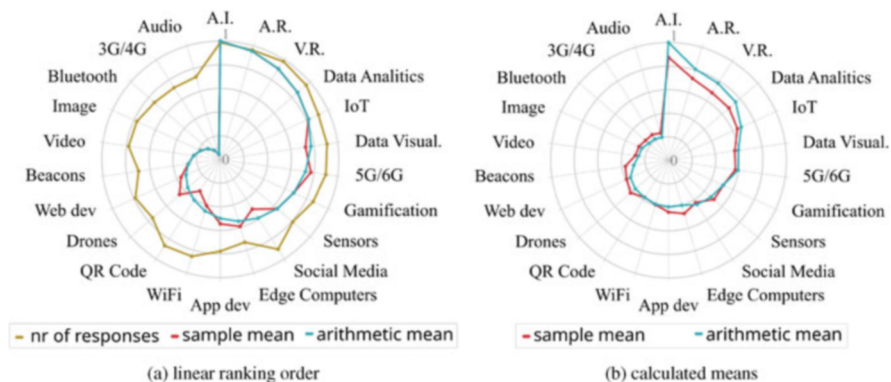 A.I.
A.R.
V.R.
Data Analitics
IoT
Data Visual.
5G/6G
Gamification
Sensors
Social Media
Edge Computers
App dev
WiFi
QR Code
Drones
Web dev
Beacons
Video
Image
Bluetooth
3G/4G
Audio
1
0
nr of responses
sample mean
arithmetic mean
(a) linear ranking order
A.I.
A.R.
V.R.
Data Analitics
IoT
Data Visual.
5G/6G
Gamification
Sensors
Social Media
Edge Computers
App dev
WiFi
QR Code
Drones
Web dev
Beacons
Video
Image
Bluetooth
3G/4G
Audio
1
0
sample mean
arithmetic mean
(b) calculated means